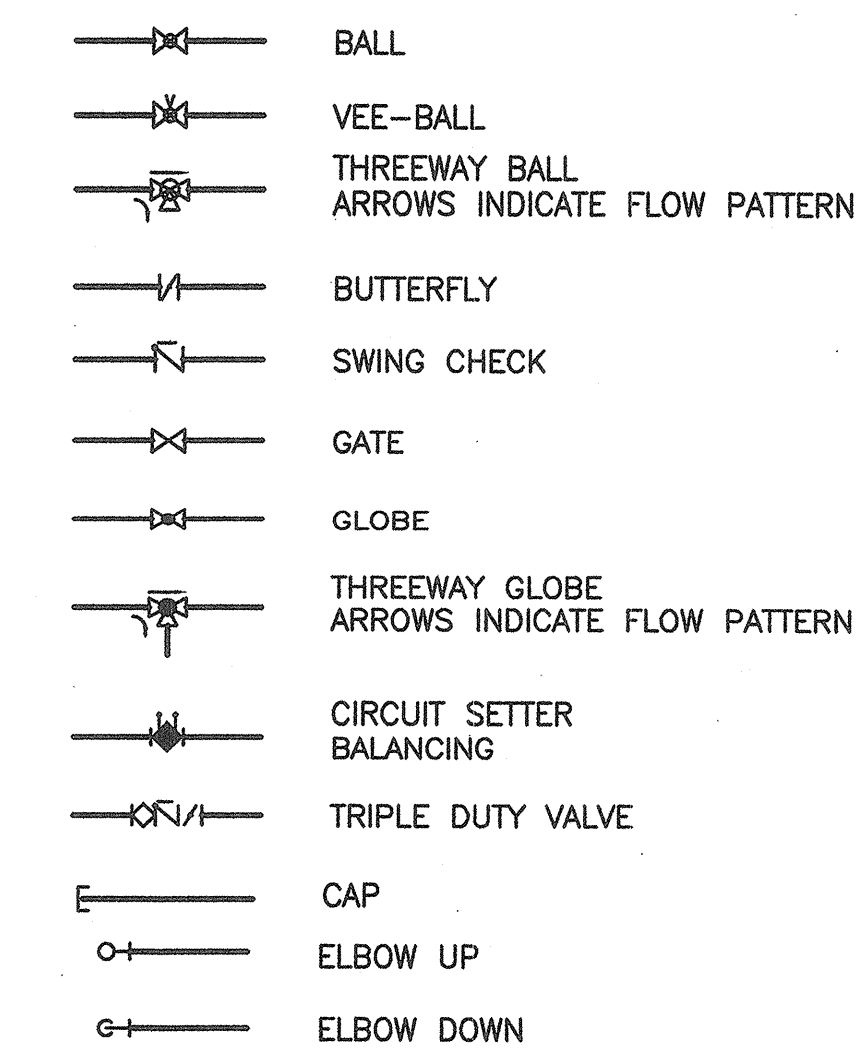 BALL
VEE-BALL
THREEWAY BALL
ARROWS INDICATE FLOW PATTERN
BUTTERFLY
SWING CHECK
GATE
GLOBE
THREEWAY GLOBE
ARROWS INDICATE FLOW PATTERN
CIRCUIT SETTER
BALANCING
TRIPLE DUTY VALVE
CAP
ELBOW UP
ELBOW DOWN